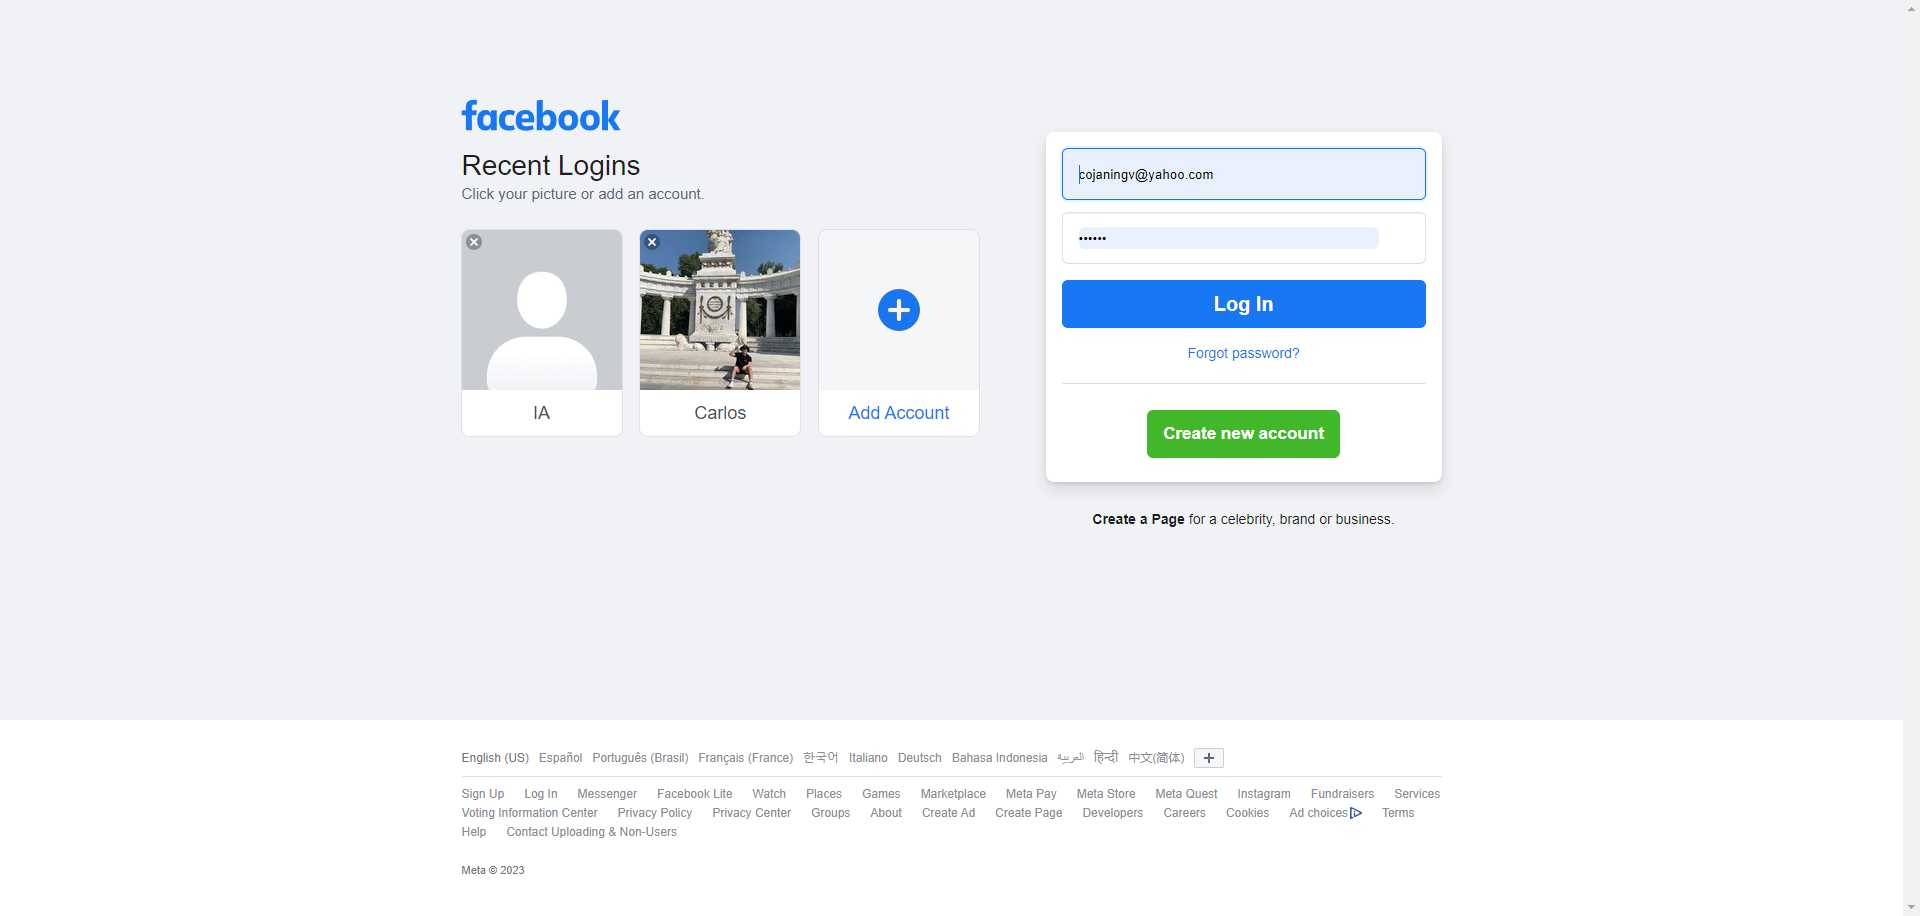 facebook
Recent Logins
Click your picture or add an account.
IA
Carlos
Add Account
cojaningv@yahoo.com
••••••
Log In
Forgot password?
Create new account
Create a Page for a celebrity, brand or business.
English (US) Español Português (Brasil) Français (France) 한국어 Italiano Deutsch Bahasa Indonesia العربية हिन्दी 中文(简体)
Sign Up Log In Messenger Facebook Lite Watch Places Games Marketplace Meta Pay Meta Store Meta Quest Instagram Fundraisers Services
Voting Information Center Privacy Policy Privacy Center Groups About Create Ad Create Page Developers Careers Cookies Ad choices Terms
Help Contact Uploading & Non-Users
Meta © 2023